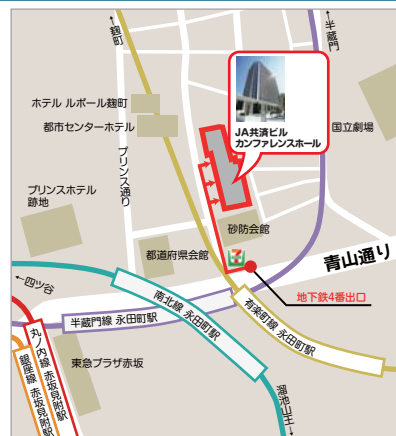 ←麹町
←半蔵門
ホテル ルポール麹町
都市センターホテル
JA共済ビル
カンファレンスホール
国立劇場
プリンス通り
プリンスホテル
跡地
砂防会館
都道府県会館
青山通り
地下鉄4番出口
←四ツ谷
南北線 永田町駅
有楽町線 永田町駅
半蔵門線 永田町駅
丸ノ内線 赤坂見附駅
銀座線 赤坂見附駅
東急プラザ赤坂
溜池山王→